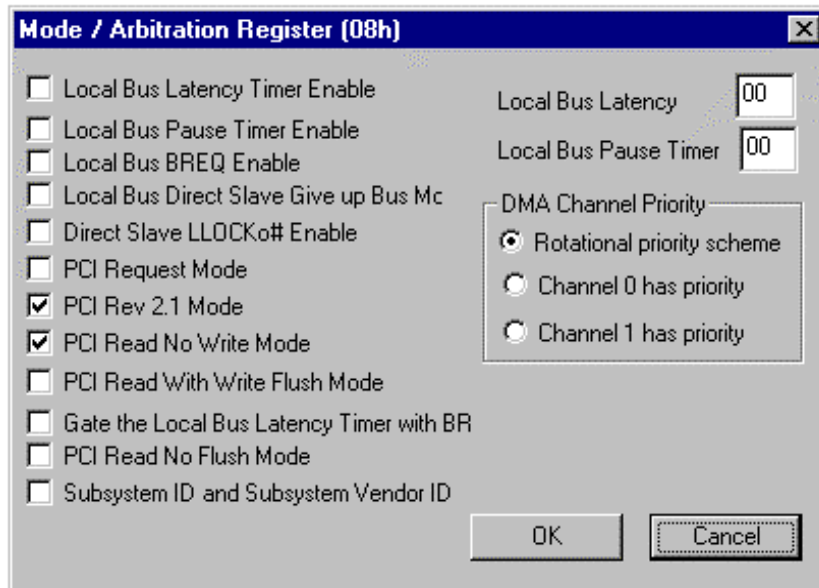 Mode / Arbitration Register (08h)
Local Bus Latency Timer Enable
Local Bus Pause Timer Enable
Local Bus BREQ Enable
Local Bus Direct Slave Give up Bus Mc
Direct Slave LLOCKo# Enable
PCI Request Mode
PCI Rev 2.1 Mode
PCI Read No Write Mode
PCI Read With Write Flush Mode
Gate the Local Bus Latency Timer with BR
PCI Read No Flush Mode
Subsystem ID and Subsystem Vendor ID
Local Bus Latency 00
Local Bus Pause Timer 00
DMA Channel Priority
Rotational priority scheme
Channel 0 has priority
Channel 1 has priority
OK Cancel